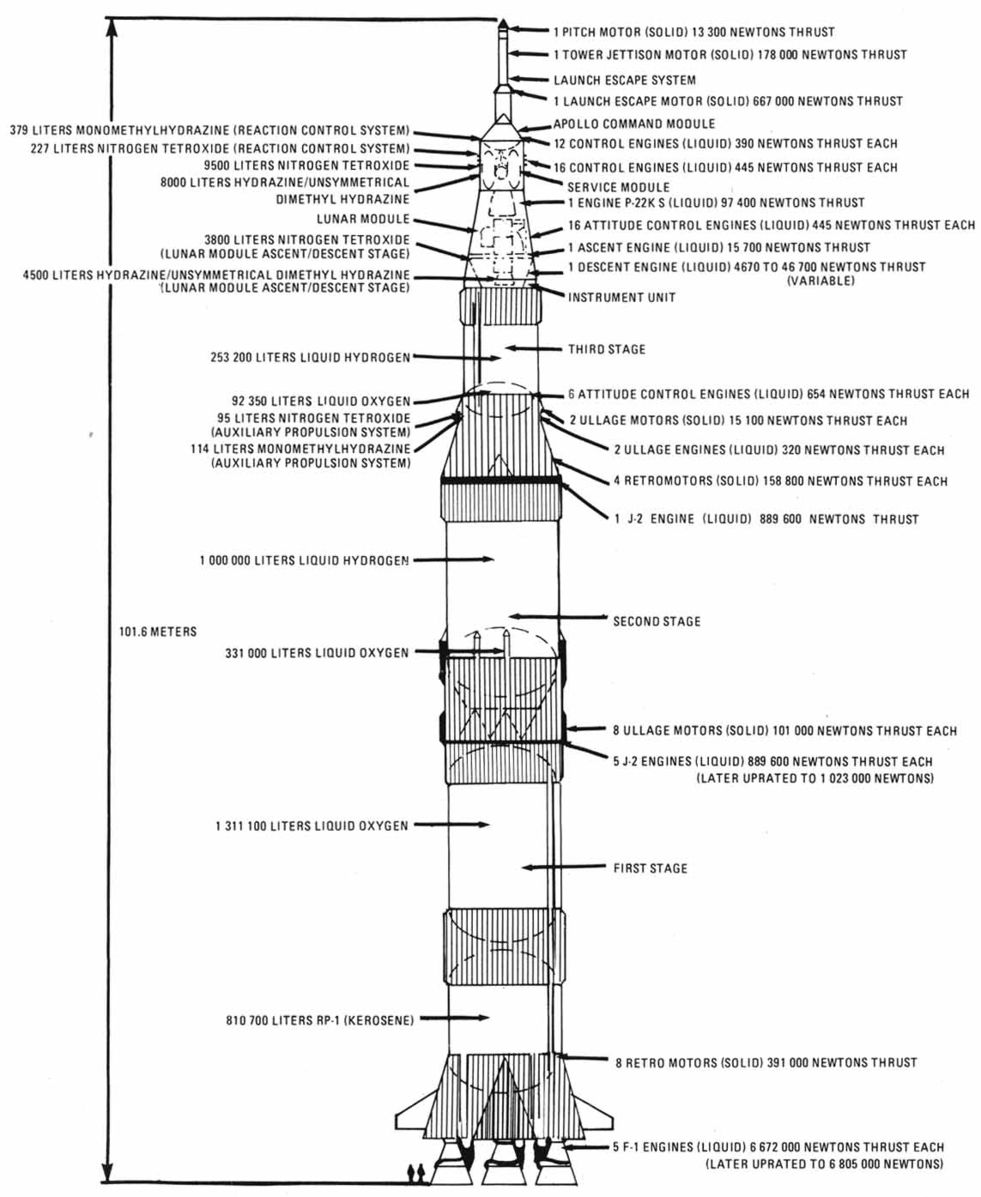 1 PITCH MOTOR (SOLID) 13 300 NEWTONS THRUST
1 TOWER JETTISON MOTOR (SOLID) 178 000 NEWTONS THRUST
LAUNCH ESCAPE SYSTEM
1 LAUNCH ESCAPE MOTOR (SOLID) 667 000 NEWTONS THRUST
APOLLO COMMAND MODULE
379 LITERS MONOMETHYLHYDRAZINE (REACTION CONTROL SYSTEM)
12 CONTROL ENGINES (LIQUID) 390 NEWTONS THRUST EACH
227 LITERS NITROGEN TETROXIDE (REACTION CONTROL SYSTEM)
9500 LITERS NITROGEN TETROXIDE
16 CONTROL ENGINES (LIQUID) 445 NEWTONS THRUST EACH
8000 LITERS HYDRAZINE/UNSYMMETRICAL
DIMETHYL HYDRAZINE
SERVICE MODULE
1 ENGINE P-22K S (LIQUID) 97 400 NEWTONS THRUST
LUNAR MODULE
16 ATTITUDE CONTROL ENGINES (LIQUID) 445 NEWTONS THRUST EACH
3800 LITERS NITROGEN TETROXIDE
(LUNAR MODULE ASCENT/DESCENT STAGE)
1 ASCENT ENGINE (LIQUID) 15 700 NEWTONS THRUST
4500 LITERS HYDRAZINE/UNSYMMETRICAL DIMETHYL HYDRAZINE
(LUNAR MODULE ASCENT/DESCENT STAGE)
1 DESCENT ENGINE (LIQUID) 4670 TO 46 700 NEWTONS THRUST
(VARIABLE)
INSTRUMENT UNIT
THIRD STAGE
253 200 LITERS LIQUID HYDROGEN
92 350 LITERS LIQUID OXYGEN
6 ATTITUDE CONTROL ENGINES (LIQUID) 654 NEWTONS THRUST EACH
95 LITERS NITROGEN TETROXIDE
(AUXILIARY PROPULSION SYSTEM)
2 ULLAGE MOTORS (SOLID) 15 100 NEWTONS THRUST EACH
114 LITERS MONOMETHYLHYDRAZINE
(AUXILIARY PROPULSION SYSTEM)
2 ULLAGE ENGINES (LIQUID) 320 NEWTONS THRUST EACH
4 RETROMOTORS (SOLID) 158 800 NEWTONS THRUST EACH
1 J-2 ENGINE (LIQUID) 889 600 NEWTONS THRUST
1 000 000 LITERS LIQUID HYDROGEN
SECOND STAGE
101.6 METERS
331 000 LITERS LIQUID OXYGEN
8 ULLAGE MOTORS (SOLID) 101 000 NEWTONS THRUST EACH
5 J-2 ENGINES (LIQUID) 889 600 NEWTONS THRUST EACH
(LATER UPRATED TO 1 023 000 NEWTONS)
1 311 100 LITERS LIQUID OXYGEN
FIRST STAGE
810 700 LITERS RP-1 (KEROSENE)
8 RETRO MOTORS (SOLID) 391 000 NEWTONS THRUST
5 F-1 ENGINES (LIQUID) 6 672 000 NEWTONS THRUST EACH
(LATER UPRATED TO 6 805 000 NEWTONS)